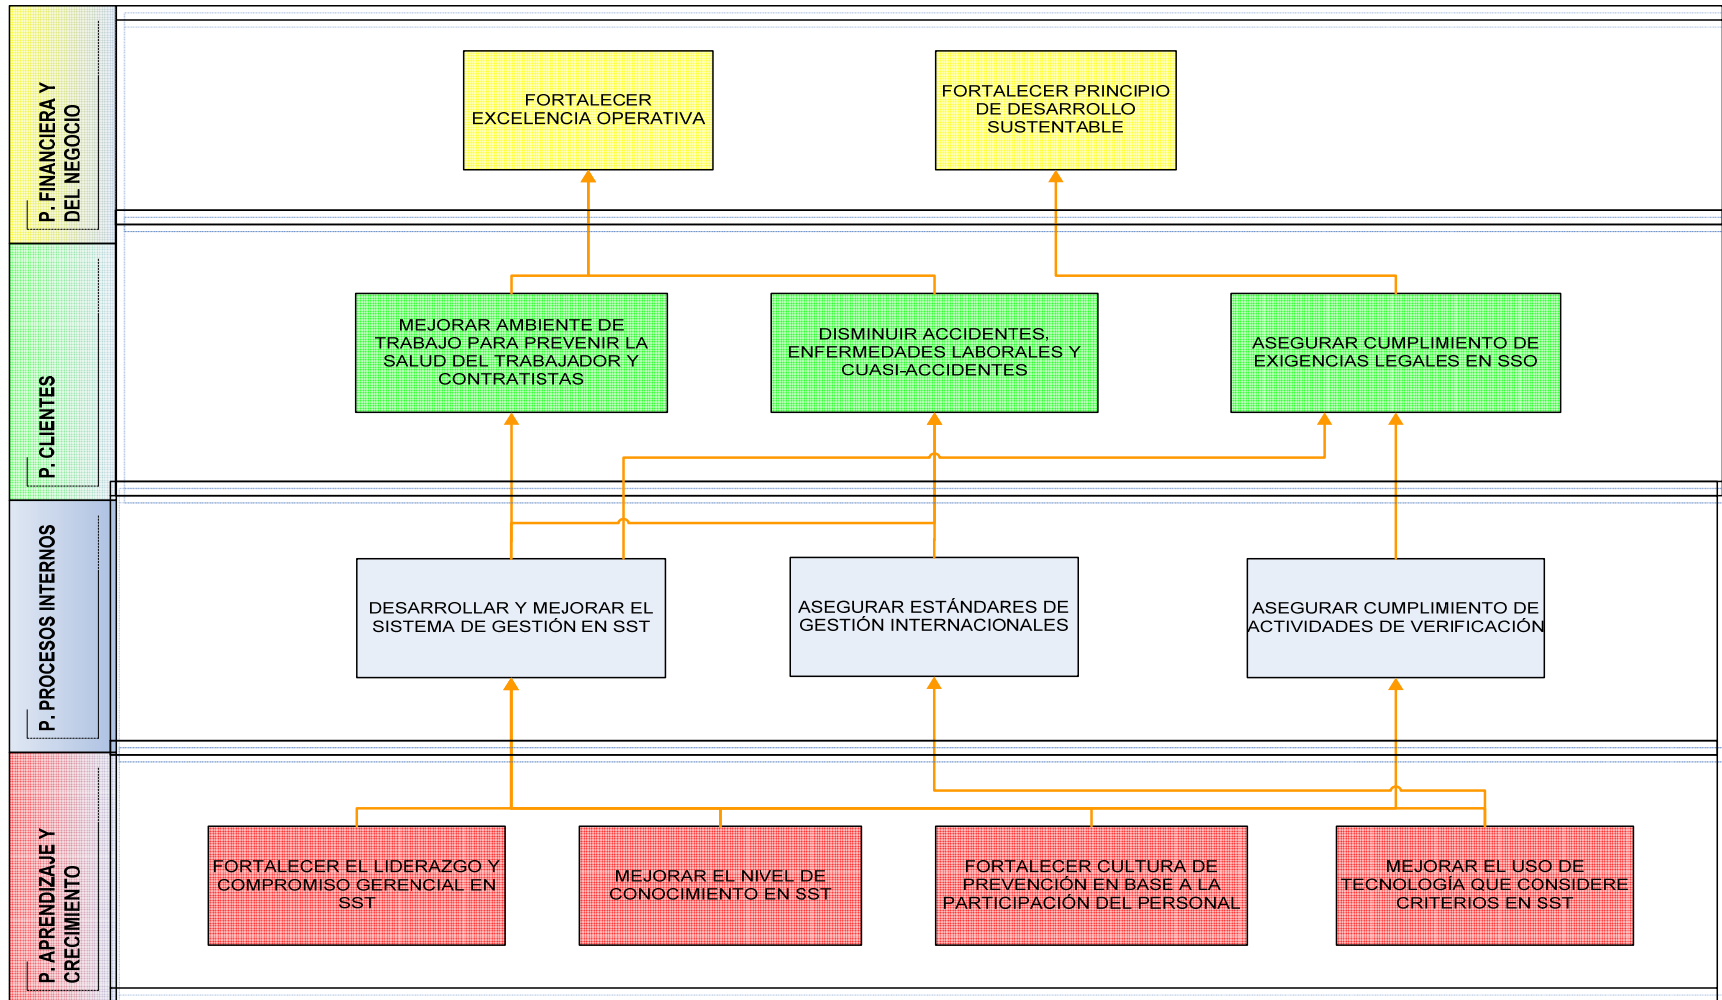 P. FINANCIERA Y
DEL NEGOCIO
FORTALECER
EXCELENCIA OPERATIVA
FORTALECER PRINCIPIO
DE DESARROLLO
SUSTENTABLE
P. CLIENTES
MEJORAR AMBIENTE DE
TRABAJO PARA PREVENIR LA
SALUD DEL TRABAJADOR Y
CONTRATISTAS
DISMINUIR ACCIDENTES,
ENFERMEDADES LABORALES Y
CUASI-ACCIDENTES
ASEGURAR CUMPLIMIENTO DE
EXIGENCIAS LEGALES EN SSO
P. PROCESOS INTERNOS
DESARROLLAR Y MEJORAR EL
SISTEMA DE GESTIÓN EN SST
ASEGURAR ESTÁNDARES DE
GESTIÓN INTERNACIONALES
ASEGURAR CUMPLIMIENTO DE
ACTIVIDADES DE VERIFICACIÓN
P. APRENDIZAJE Y
CRECIMIENTO
FORTALECER EL LIDERAZGO Y
COMPROMISO GERENCIAL EN
SST
MEJORAR EL NIVEL DE
CONOCIMIENTO EN SST
FORTALECER CULTURA DE
PREVENCIÓN EN BASE A LA
PARTICIPACIÓN DEL PERSONAL
MEJORAR EL USO DE
TECNOLOGÍA QUE CONSIDERE
CRITERIOS EN SST